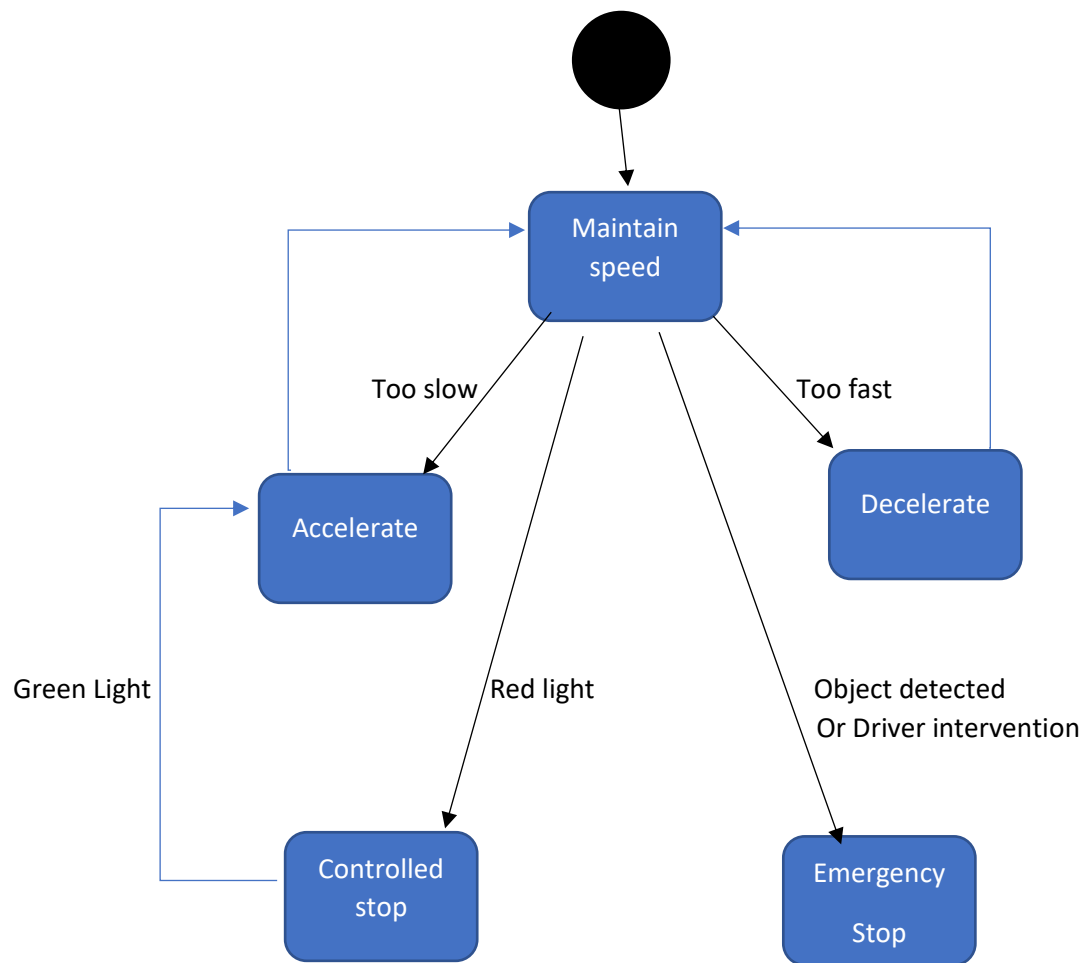 Maintain
speed
Too slow
Too fast
Accelerate
Decelerate
Green Light
Red light
Object detected
Or Driver intervention
Controlled
stop
Emergency
Stop